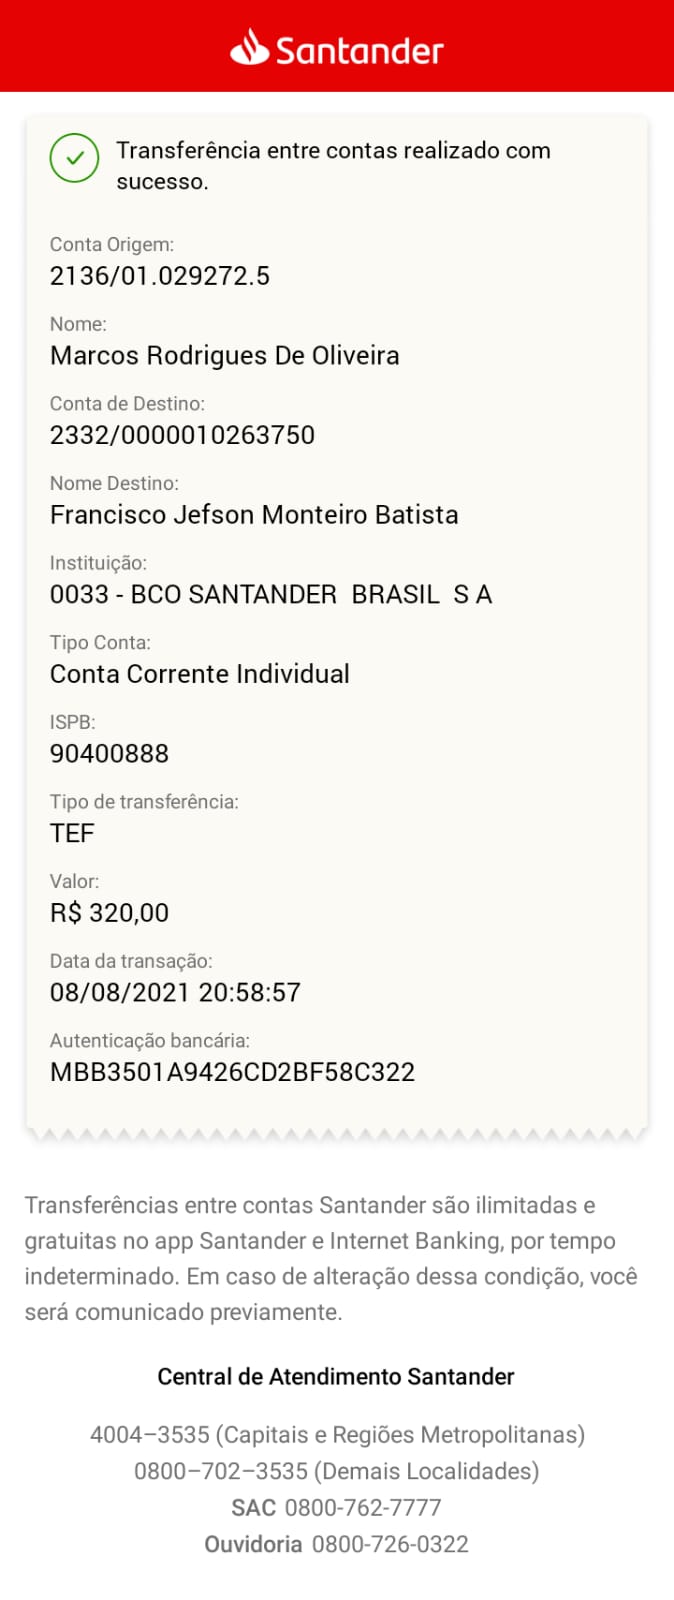 Santander
Transferência entre contas realizado com
sucesso.
Conta Origem:
2136/01.029272.5
Nome:
Marcos Rodrigues De Oliveira
Conta de Destino:
2332/0000010263750
Nome Destino:
Francisco Jefson Monteiro Batista
Instituição:
0033 - BCO SANTANDER  BRASIL  S A
Tipo Conta:
Conta Corrente Individual
ISPB:
90400888
Tipo de transferência:
TEF
Valor:
R$ 320,00
Data da transação:
08/08/2021 20:58:57
Autenticação bancária:
MBB3501A9426CD2BF58C322
Transferências entre contas Santander são ilimitadas e
gratuitas no app Santander e Internet Banking, por tempo
indeterminado. Em caso de alteração dessa condição, você
será comunicado previamente.
Central de Atendimento Santander
4004–3535 (Capitais e Regiões Metropolitanas)
0800–702–3535 (Demais Localidades)
SAC 0800-762-7777
Ouvidoria 0800-726-0322